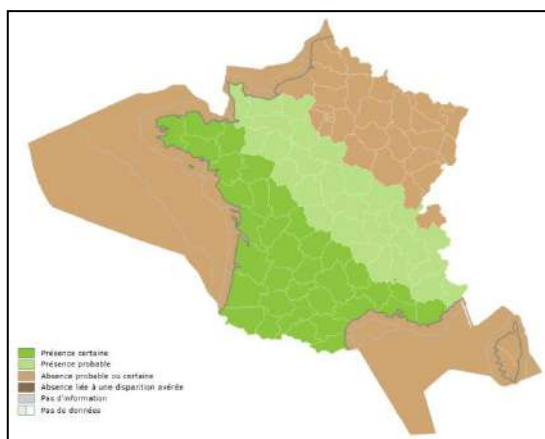 Présence certaine
Présence probable
Absence probable ou certaine
Absence liée à une disparition avérée
Pas d'information
Pas de données